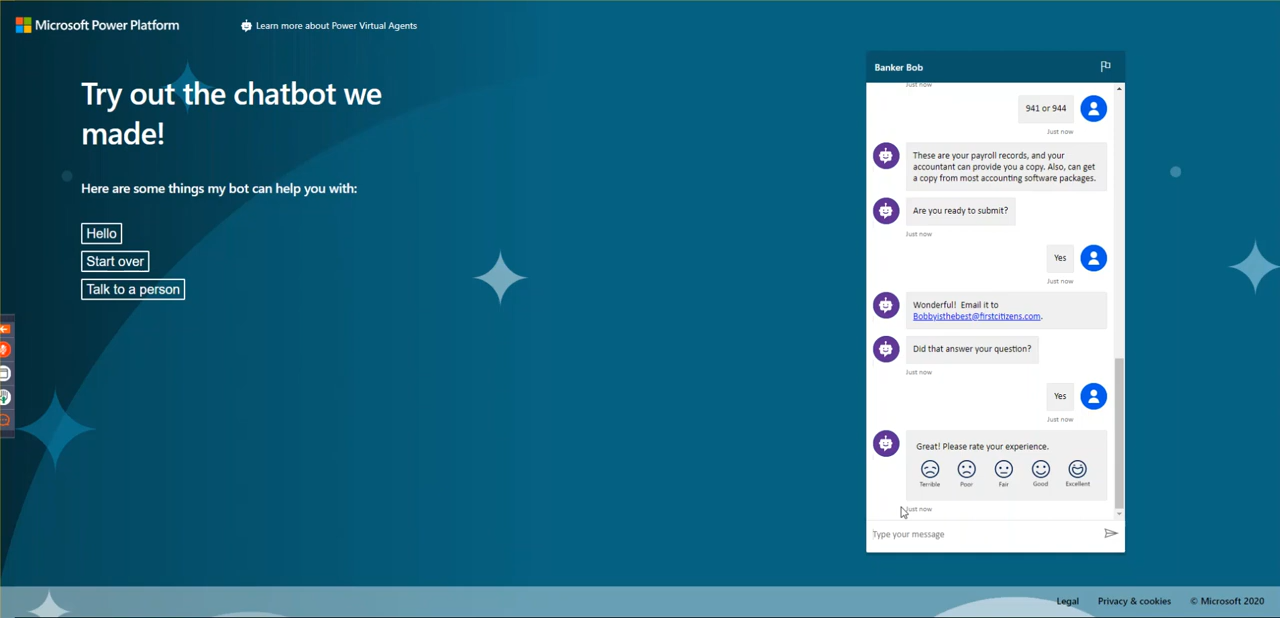 Microsoft Power Platform
Learn more about Power Virtual Agents
Try out the chatbot we
made!
Here are some things my bot can help you with:
Hello
Start over
Talk to a person
Banker Bob
Just now
941 or 944
Just now
These are your payroll records, and your
accountant can provide you a copy. Also, can get
a copy from most accounting software packages.
Are you ready to submit?
Just now
Yes
Just now
Wonderful! Email it to
Bobbyisthebest@firstcitizens.com.
Did that answer your question?
Just now
Yes
Just now
Great! Please rate your experience.
Terrible Poor Fair Good Excellent
Just now
Type your message
Legal Privacy & cookies © Microsoft 2020